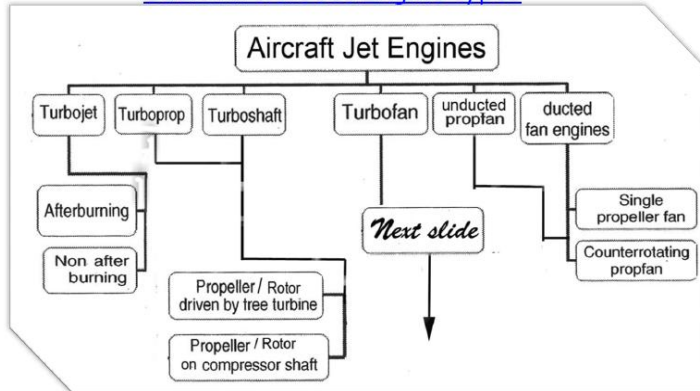 Aircraft Jet Engines
Turbojet
Turboprop
Turboshaft
Turbofan
unducted
propfan
ducted
fan engines
Afterburning
Non after
burning
Next slide
Single
propeller fan
Counterrotating
propfan
Propeller / Rotor
driven by tree turbine
Propeller / Rotor
on compressor shaft